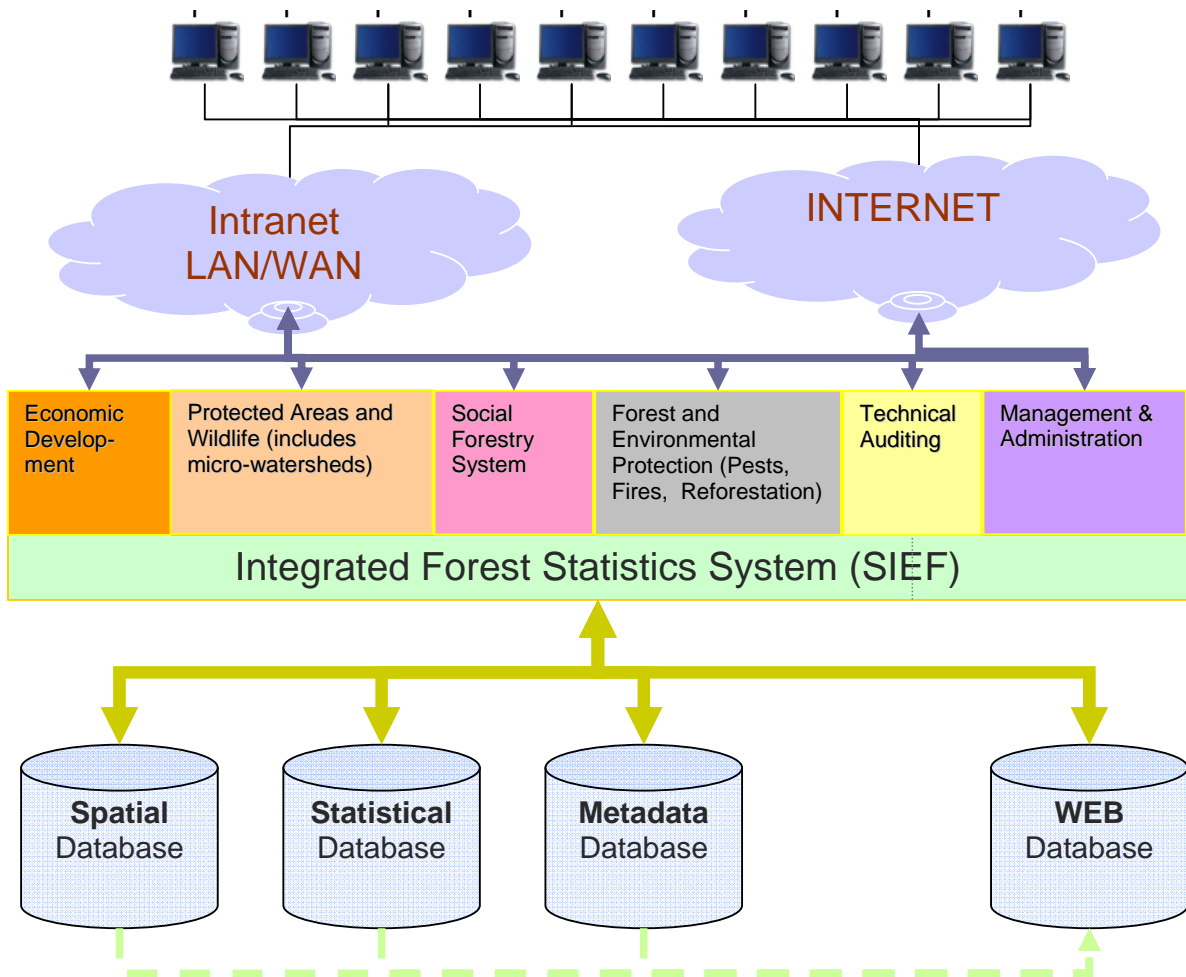 Intranet
LAN/WAN
INTERNET
Economic
Develop-
ment
Protected Areas and
Wildlife (includes
micro-watersheds)
Social
Forestry
System
Forest and
Environmental
Protection (Pests,
Fires, Reforestation)
Technical
Auditing
Management &
Administration
Integrated Forest Statistics System (SIEF)
Spatial
Database
Statistical
Database
Metadata
Database
WEB
Database